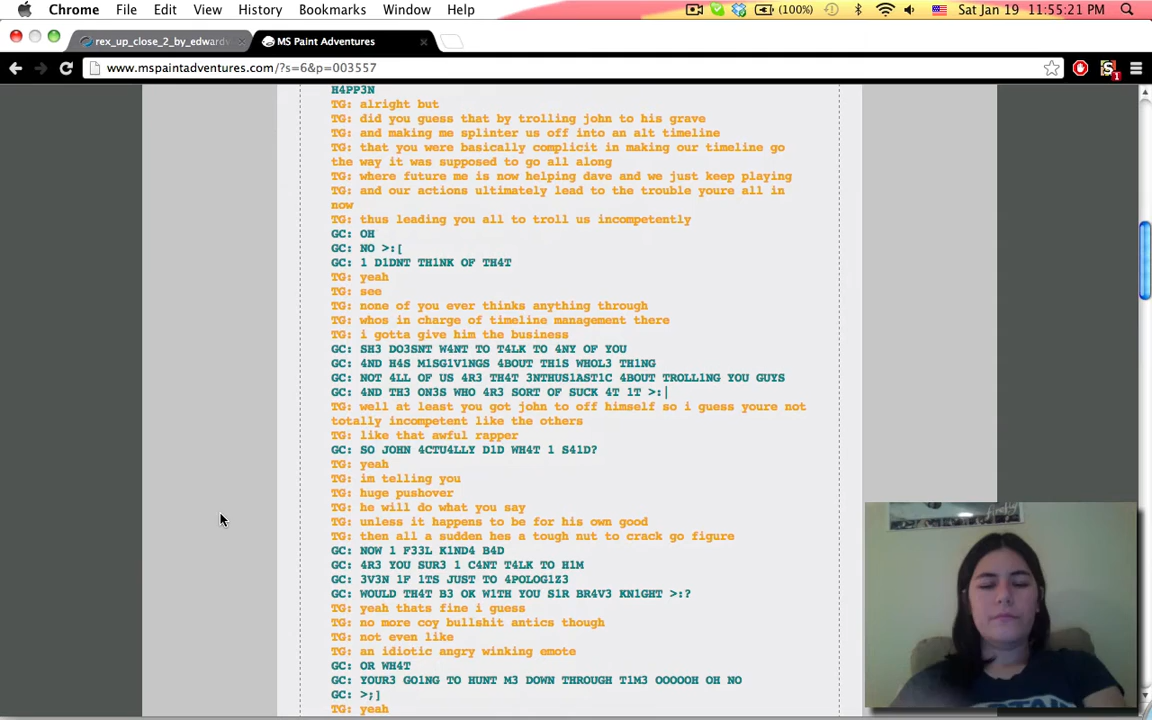 Chrome File Edit View History Bookmarks Window Help (100%) Sat Jan 19 11:55:21 PM
rex_up_close_2_by_edwardv MS Paint Adventures
www.mspaintadventures.com/?s=6&p=003557
H4PP3N
TG: alright but
TG: did you guess that by trolling john to his grave
TG: and making me splinter us off into an alt timeline
TG: that you were basically complicit in making our timeline go
the way it was supposed to go all along
TG: where future me is now helping dave and we just keep playing
TG: and our actions ultimately lead to the trouble youre all in
now
TG: thus leading you all to troll us incompetently
GC: OH
GC: NO >:[
GC: 1 D1DNT TH1NK OF TH4T
TG: yeah
TG: see
TG: none of you ever thinks anything through
TG: whos in charge of timeline management there
TG: i gotta give him the business
GC: SH3 DO3SNT W4NT TO T4LK TO 4NY OF YOU
GC: 4ND H4S M1SG1V1NGS 4BOUT TH1S WHOL3 TH1NG
GC: NOT 4LL OF US 4R3 TH4T 3NTHUS14ST1C 4BOUT TROLL1NG YOU GUYS
GC: 4ND TH3 ON3S WHO 4R3 SORT OF SUCK 4T 1T >:|
TG: well at least you got john to off himself so i guess youre not
totally incompetent like the others
TG: like that awful rapper
GC: SO JOHN 4CTU4LLY D1D WH4T 1 S41D?
TG: yeah
TG: im telling you
TG: huge pushover
TG: he will do what you say
TG: unless it happens to be for his own good
TG: then all a sudden hes a tough nut to crack go figure
GC: NOW 1 F33L K1ND4 B4D
GC: 4R3 YOU SUR3 1 C4NT T4LK TO H1M
GC: 3V3N 1F 1TS JUST TO 4POLOG1Z3
GC: WOULD TH4T B3 OK W1TH YOU S1R BR4V3 KN1GHT >:?
TG: yeah thats fine i guess
TG: no more coy bullshit antics though
TG: not even like
TG: an idiotic angry winking emote
GC: OR WH4T
GC: YOUR3 GO1NG TO HUNT M3 DOWN THROUGH T1M3 OOOOOH OH NO
GC: >;]
TG: yeah
firefly